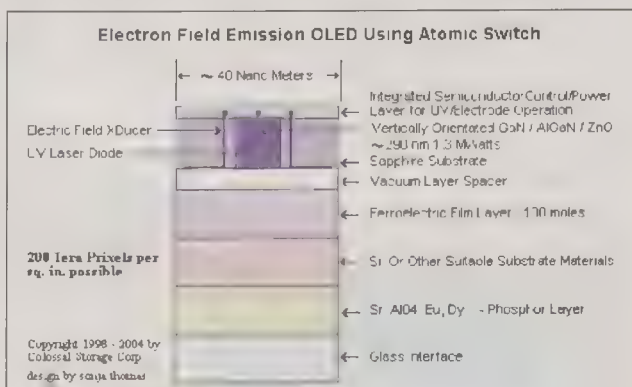 Electron Field Emission OLED Using Atomic Switch
~ 40 Nano Meters
Integrated Semiconductor Control/Power
Layer for UV/Electrode Operation
Electric Field XDucer
Vertically Oriented GaN / AlGaN / ZnO
UV Laser Diode
~ 290 nm 1.3 MWatts
Sapphire Substrate
Vacuum Layer Spacer
Ferroelectric Film Layer 100 moles
200 Tera Prixels per
sq. in. possible
Si Or Other Suitable Substrate Materials
Sr Al04 Eu, Dy - Phosphor Layer
Copyright 1998 - 2004 by
Colossal Storage Corp
Glass Interface
design by sonja thomas